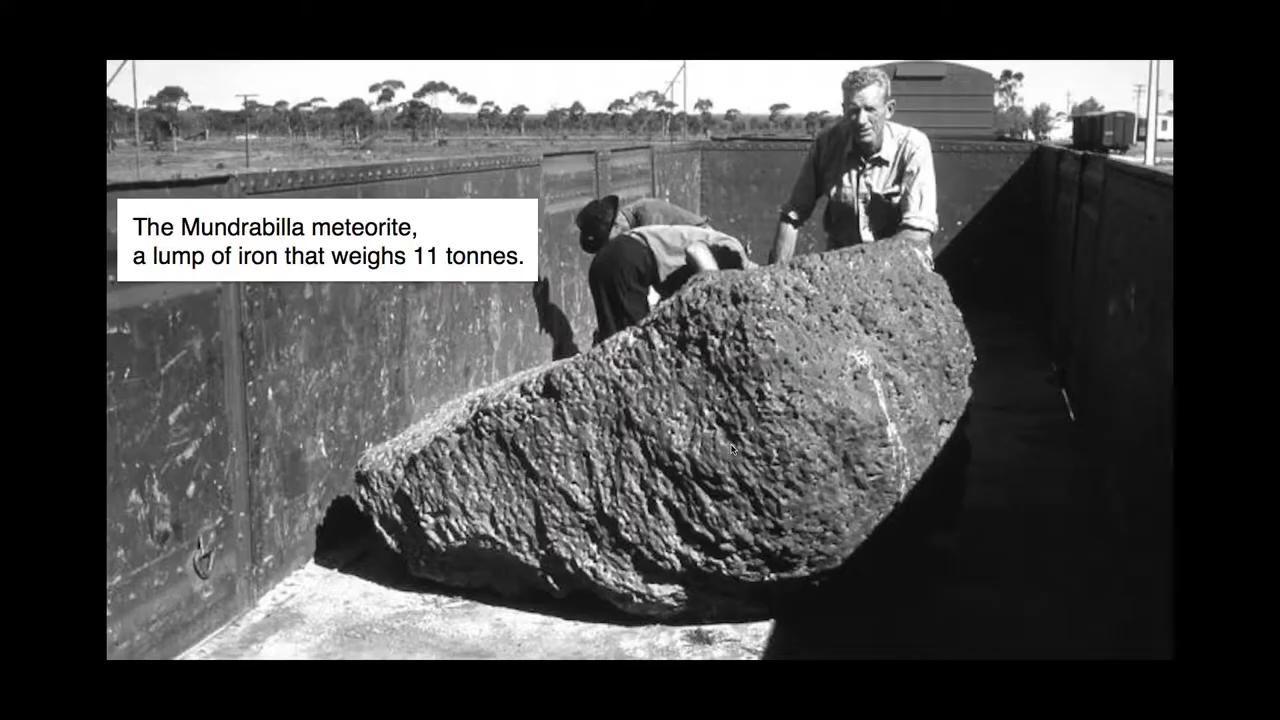 The Mundrabilla meteorite,
a lump of iron that weighs 11 tonnes.